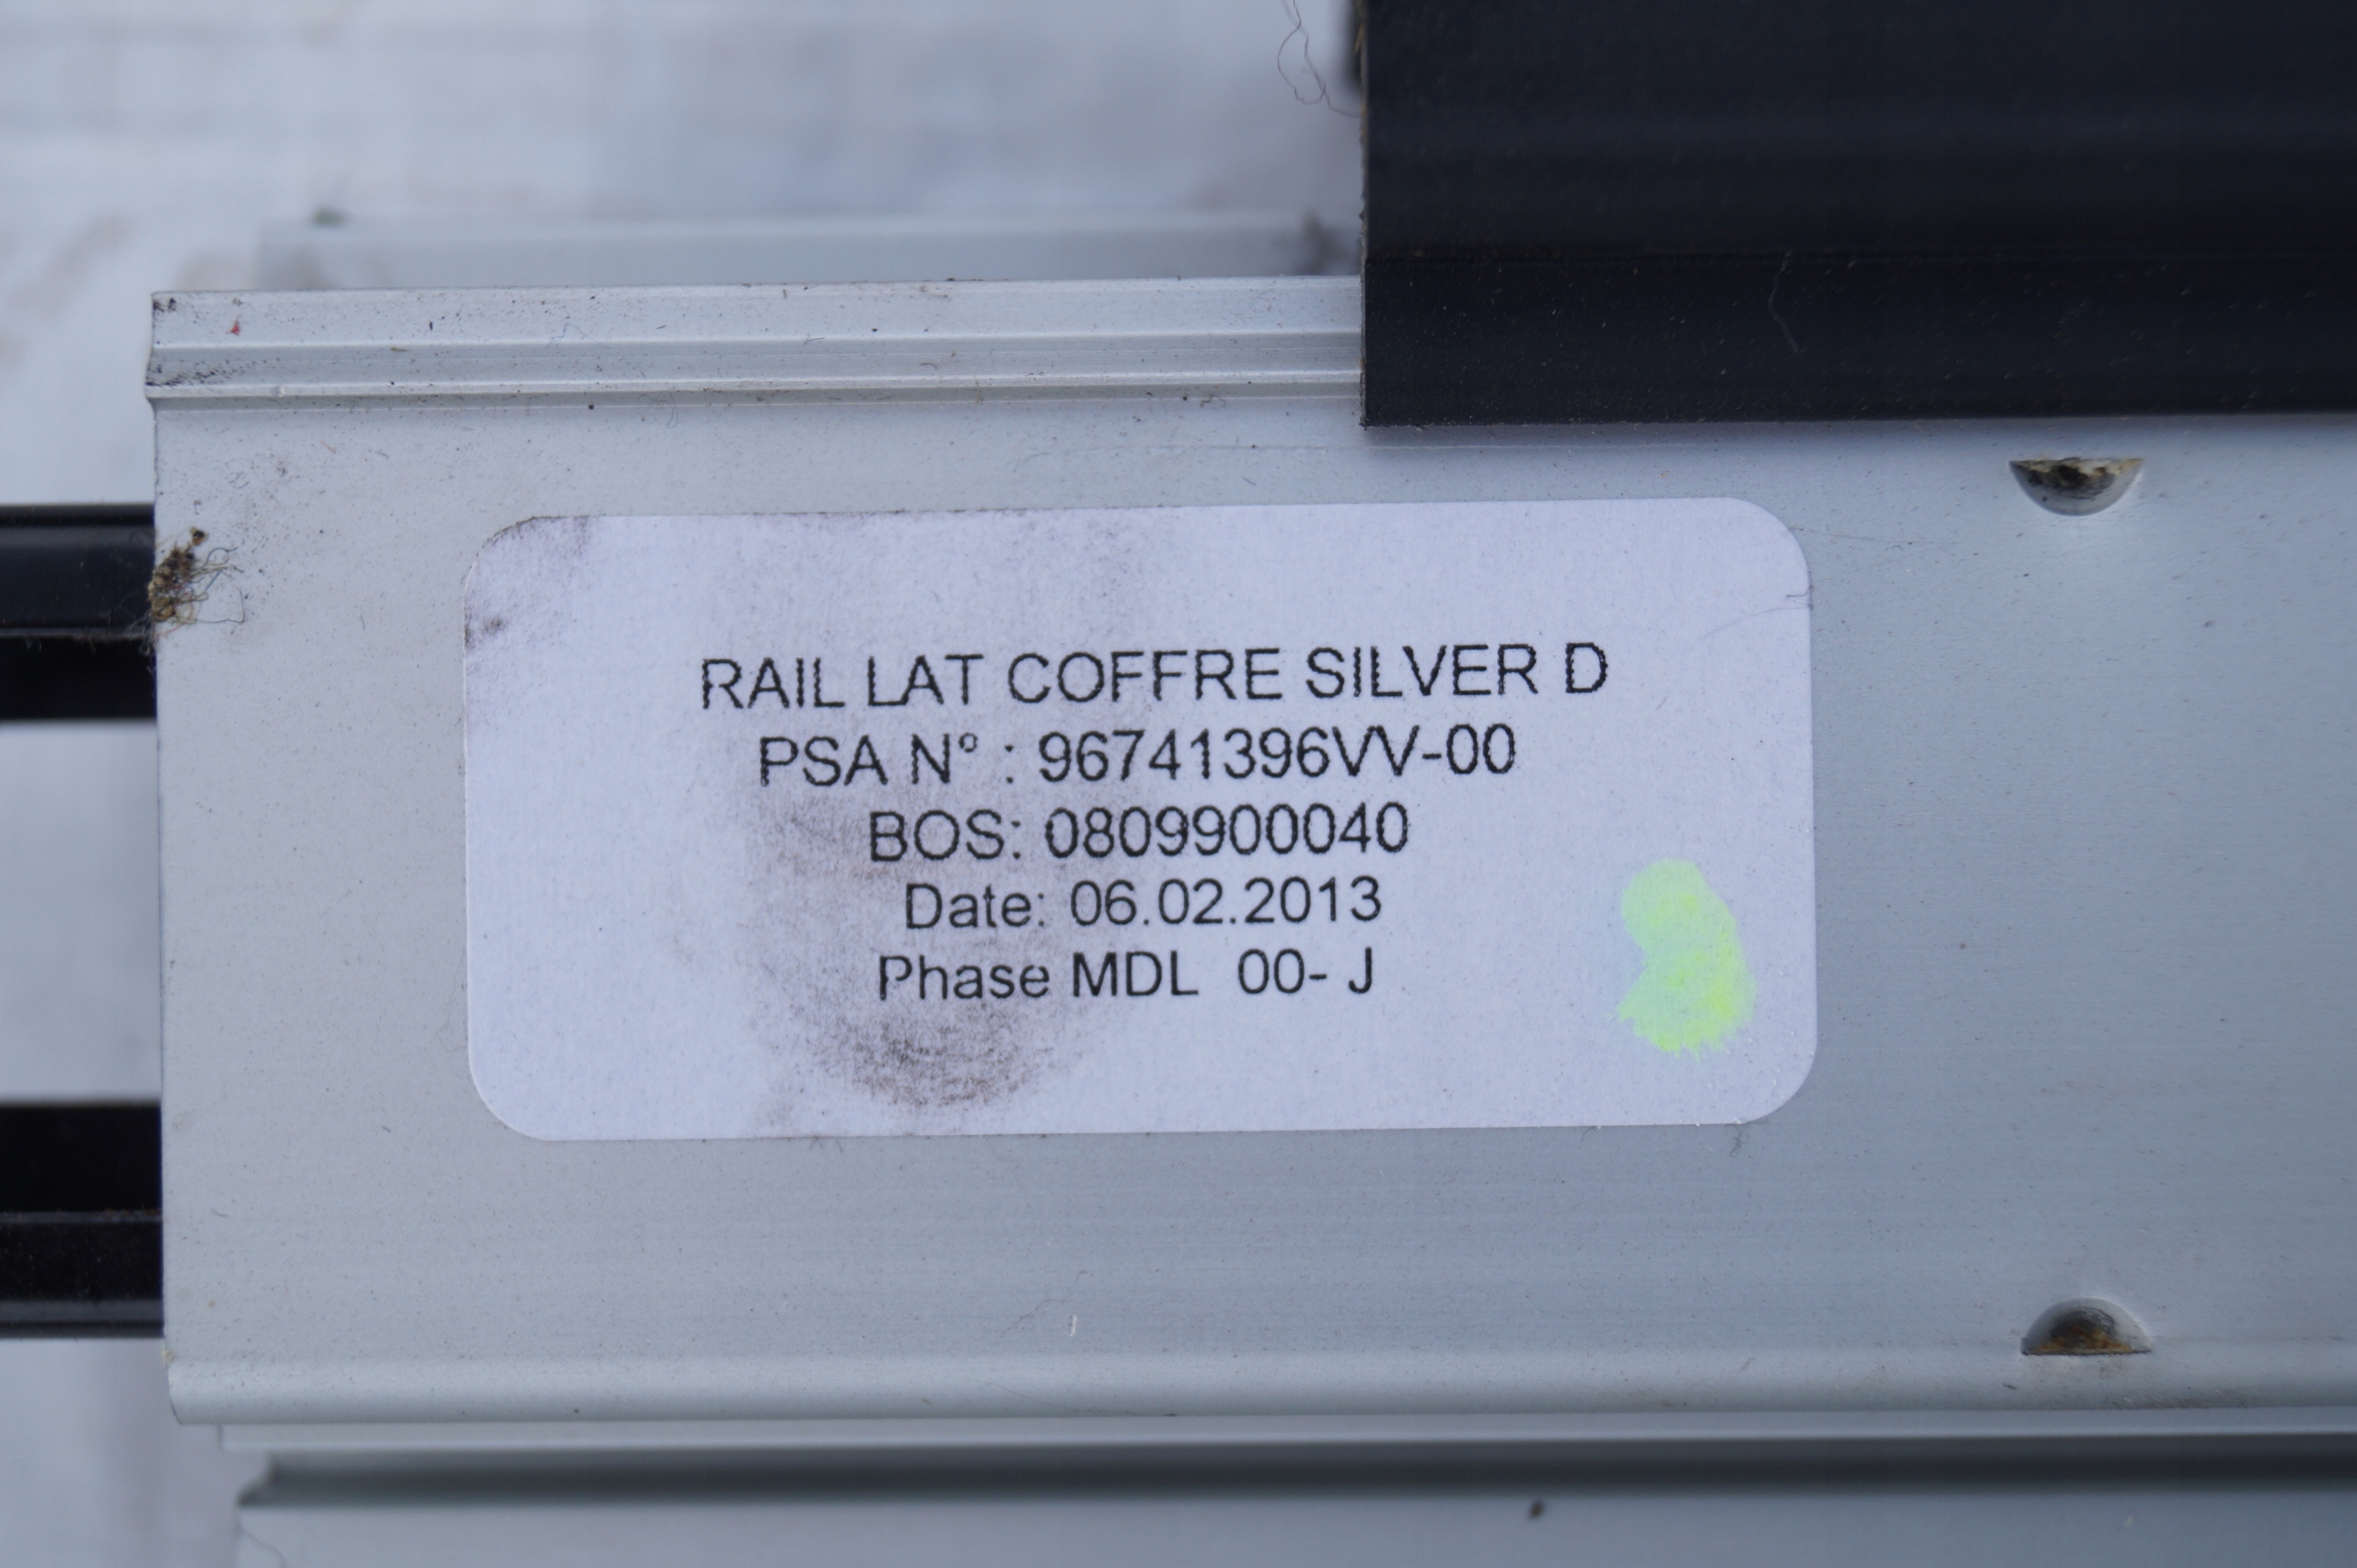 RAIL LAT COFFRE SILVER D
PSA N° : 96741396VV-00
BOS: 0809900040
Date: 06.02.2013
Phase MDL  00- J